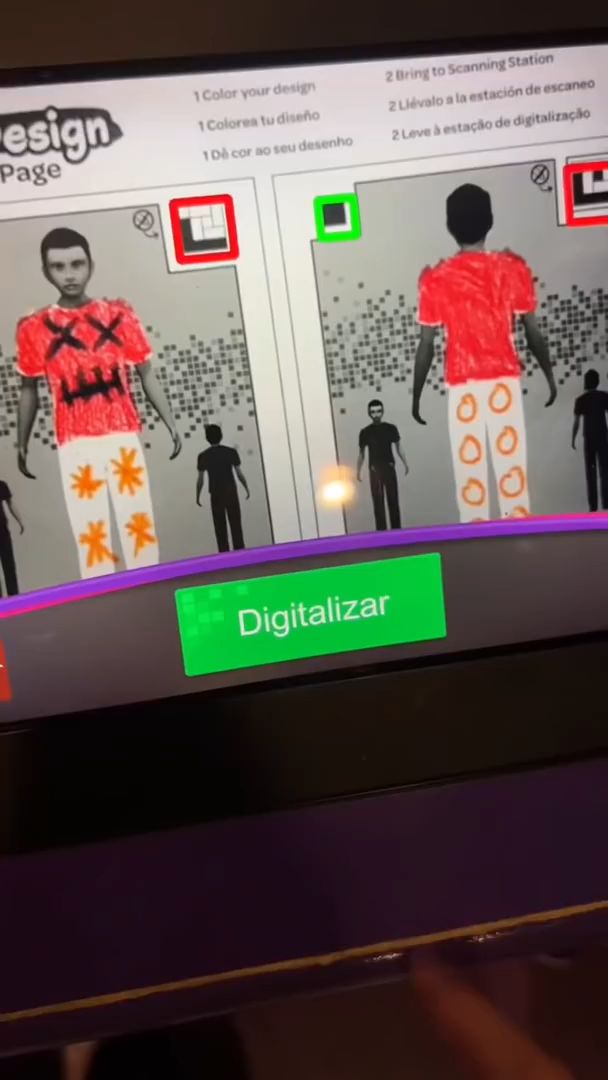 esign
Page
1 Color your design
1 Colorea tu diseño
1 Dê cor ao seu desenho
2 Bring to Scanning Station
2 Llévalo a la estación de escaneo
2 Leve à estação de digitalização
Digitalizar